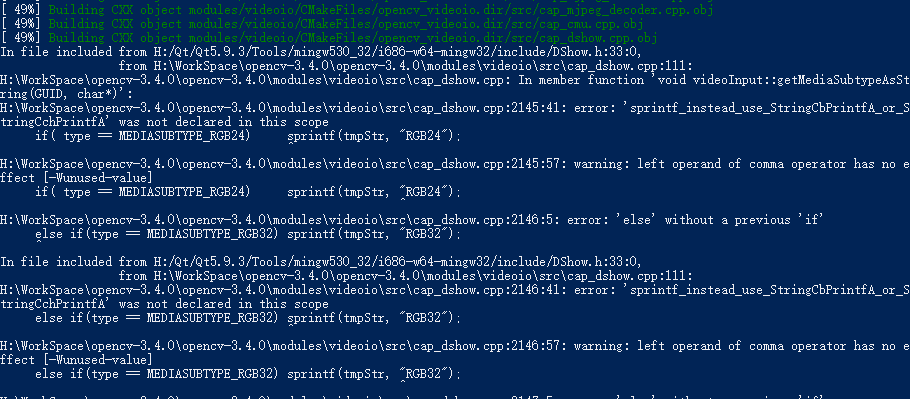 [ 49%] Building CXX object modules/videoio/CMakeFiles/opencv_videoio.dir/src/cap_mjpeg_decoder.cpp.obj
[ 49%] Building CXX object modules/videoio/CMakeFiles/opencv_videoio.dir/src/cap_cmu.cpp.obj
[ 49%] Building CXX object modules/videoio/CMakeFiles/opencv_videoio.dir/src/cap_dshow.cpp.obj
In file included from H:/Qt/Qt5.9.3/Tools/mingw530_32/i686-w64-mingw32/include/DShow.h:33:0,
from H:\WorkSpace\opencv-3.4.0\opencv-3.4.0\modules\videoio\src\cap_dshow.cpp:111:
H:\WorkSpace\opencv-3.4.0\opencv-3.4.0\modules\videoio\src\cap_dshow.cpp: In member function 'void videoInput::getMediaSubtypeAsSt
ring(GUID, char*)':
H:\WorkSpace\opencv-3.4.0\opencv-3.4.0\modules\videoio\src\cap_dshow.cpp:2145:41: error: 'sprintf_instead_use_StringCbPrintfA_or_S
tringCchPrintfA' was not declared in this scope
if( type == MEDIASUBTYPE_RGB24) sprintf(tmpStr, "RGB24");
^
H:\WorkSpace\opencv-3.4.0\opencv-3.4.0\modules\videoio\src\cap_dshow.cpp:2145:57: warning: left operand of comma operator has no e
ffect [-Wunused-value]
if( type == MEDIASUBTYPE_RGB24) sprintf(tmpStr, "RGB24");
^
H:\WorkSpace\opencv-3.4.0\opencv-3.4.0\modules\videoio\src\cap_dshow.cpp:2146:5: error: 'else' without a previous 'if'
else if(type == MEDIASUBTYPE_RGB32) sprintf(tmpStr, "RGB32");
^
In file included from H:/Qt/Qt5.9.3/Tools/mingw530_32/i686-w64-mingw32/include/DShow.h:33:0,
from H:\WorkSpace\opencv-3.4.0\opencv-3.4.0\modules\videoio\src\cap_dshow.cpp:111:
H:\WorkSpace\opencv-3.4.0\opencv-3.4.0\modules\videoio\src\cap_dshow.cpp:2146:41: error: 'sprintf_instead_use_StringCbPrintfA_or_S
tringCchPrintfA' was not declared in this scope
else if(type == MEDIASUBTYPE_RGB32) sprintf(tmpStr, "RGB32");
^
H:\WorkSpace\opencv-3.4.0\opencv-3.4.0\modules\videoio\src\cap_dshow.cpp:2146:57: warning: left operand of comma operator has no e
ffect [-Wunused-value]
else if(type == MEDIASUBTYPE_RGB32) sprintf(tmpStr, "RGB32");
^